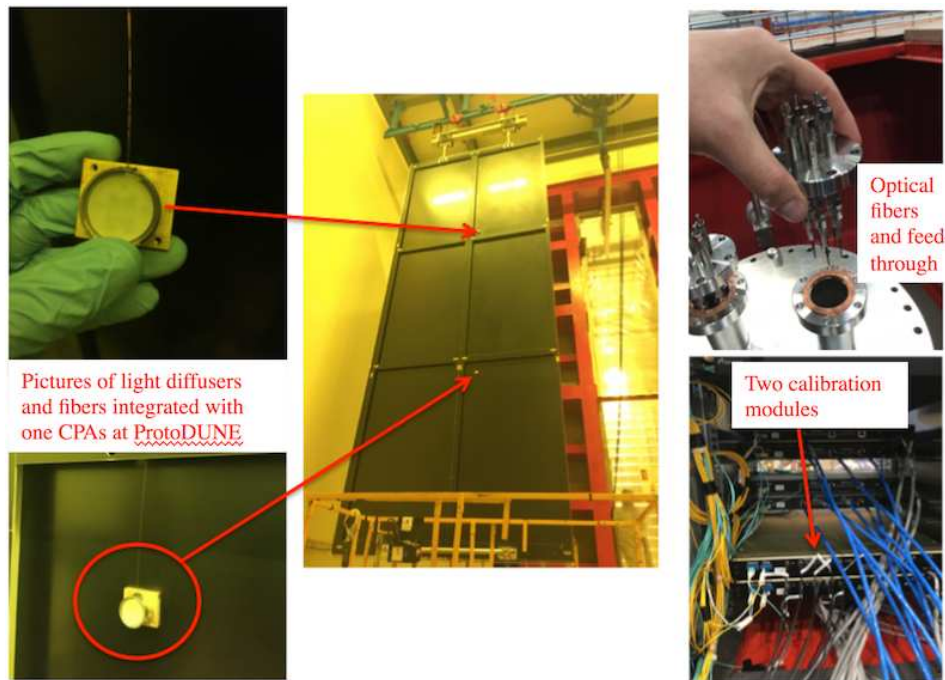 Optical
fibers
and feed
through
Pictures of light diffusers
and fibers integrated with
one CPAs at ProtoDUNE
Two calibration
modules